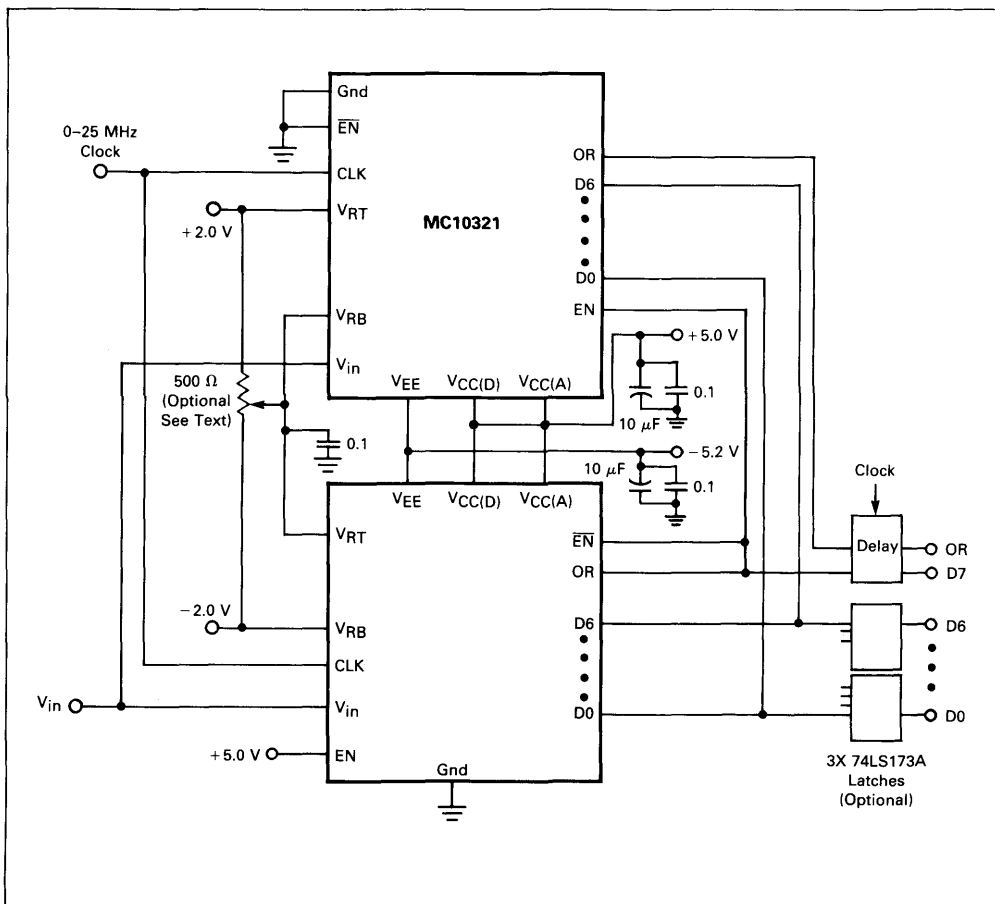 Gnd
EN
0–25 MHz
Clock
CLK
OR
D6
VRT
+2.0 V
MC10321
D0
EN
VRB
+5.0 V
Vin
500 Ω
(Optional
See Text)
VEE
VCC(D)
VCC(A)
0.1
10 μF
0.1
−5.2 V
10 μF
0.1
VEE
VCC(D)
VCC(A)
Clock
VRT
EN
Delay
OR
OR
D7
−2.0 V
VRB
D6
D6
CLK
Vin
Vin
D0
D0
+5.0 V
EN
Gnd
3X 74LS173A
Latches
(Optional)